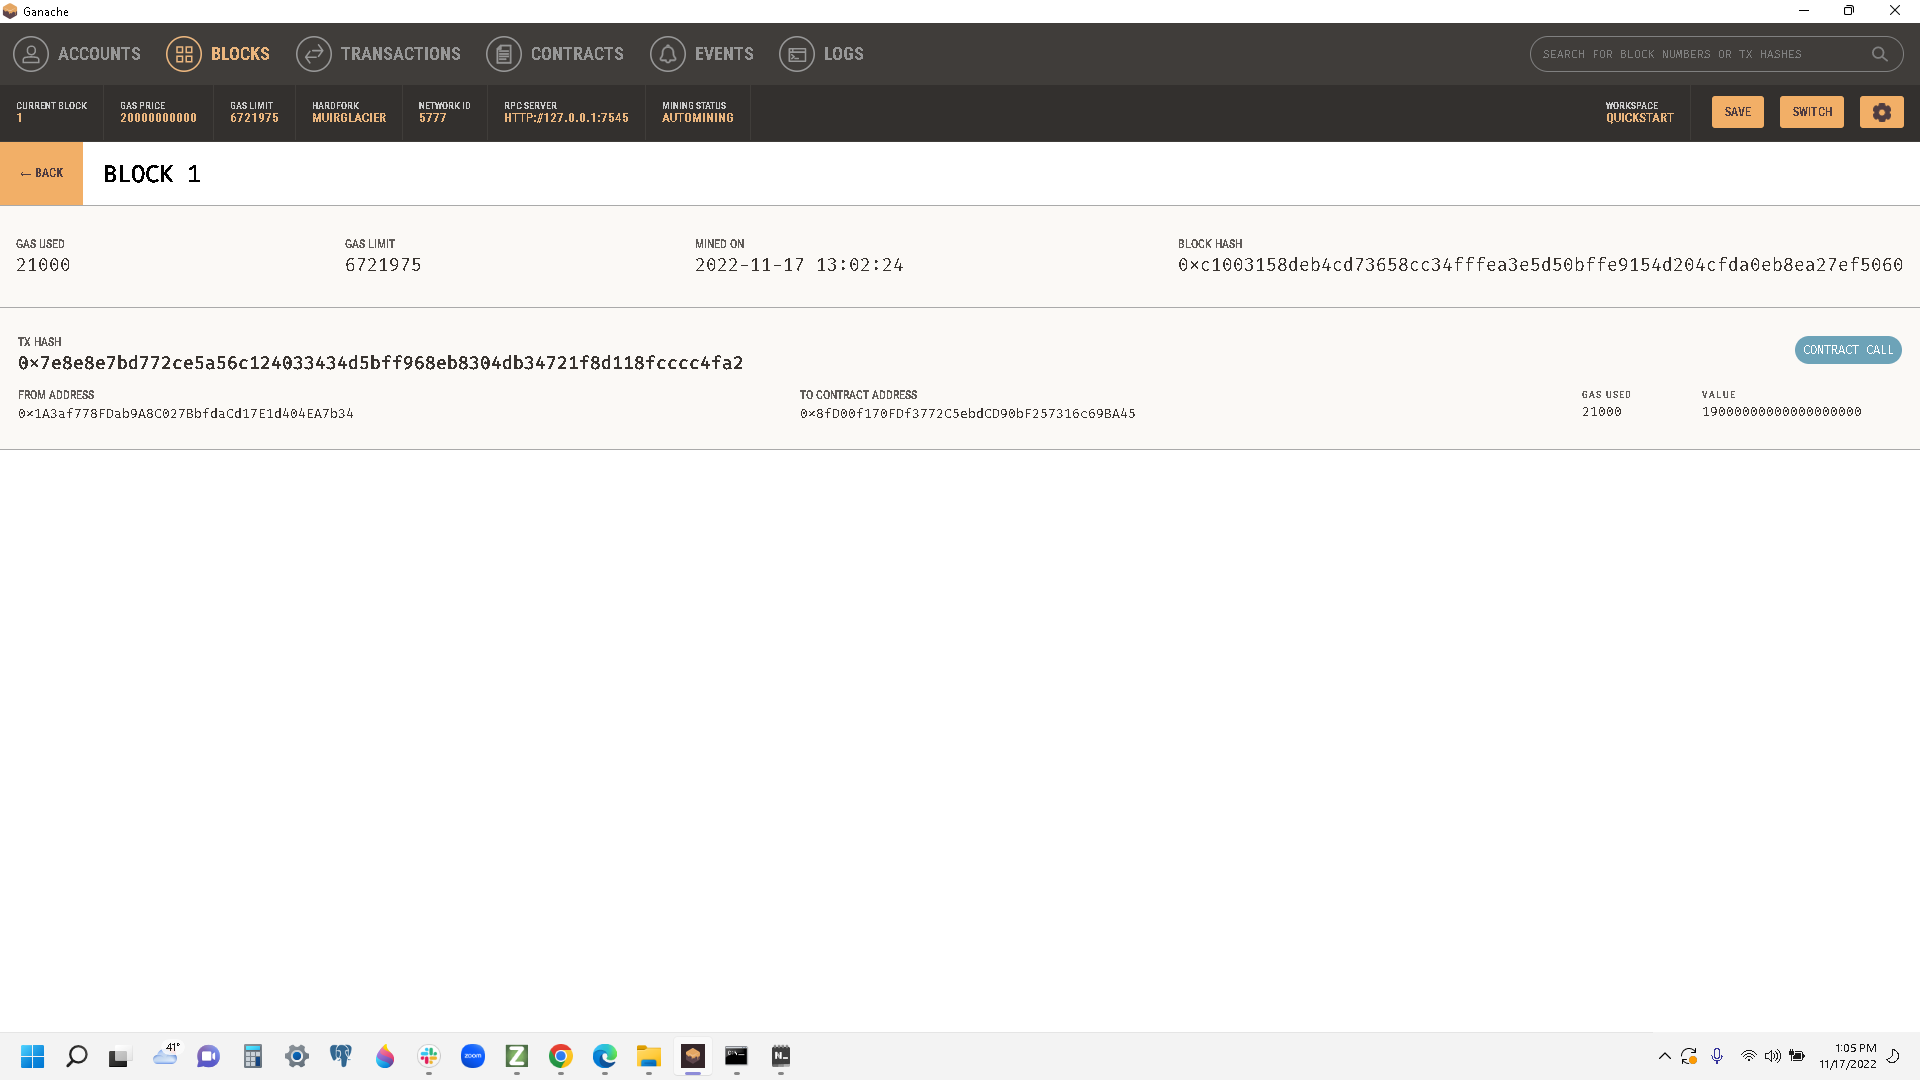 Ganache
ACCOUNTS BLOCKS TRANSACTIONS CONTRACTS EVENTS LOGS SEARCH FOR BLOCK NUMBERS OR TX HASHES
CURRENT BLOCK GAS PRICE GAS LIMIT HARDFORK NETWORK ID RPC SERVER MINING STATUS WORKSPACE
1 20000000000 6721975 MUIRGLACIER 5777 HTTP://127.0.0.1:7545 AUTOMINING QUICKSTART SAVE SWITCH
← BACK BLOCK 1
GAS USED GAS LIMIT MINED ON BLOCK HASH
21000 6721975 2022-11-17 13:02:24 0×c1003158deb4cd73658cc34fffea3e5d50bffe9154d204cfda0eb8ea27ef5060
TX HASH
0×7e8e8e7bd772ce5a56c124033434d5bff968eb8304db34721f8d118fcccc4fa2 CONTRACT CALL
FROM ADDRESS TO CONTRACT ADDRESS GAS USED VALUE
0×1A3af778FDab9A8C027BbfdaCd17E1d404EA7b34 0×8fD00f170FDf3772C5ebdCD90bF257316c69BA45 21000 19000000000000000000
41°
zoom
Z
N_
1:05 PM
11/17/2022